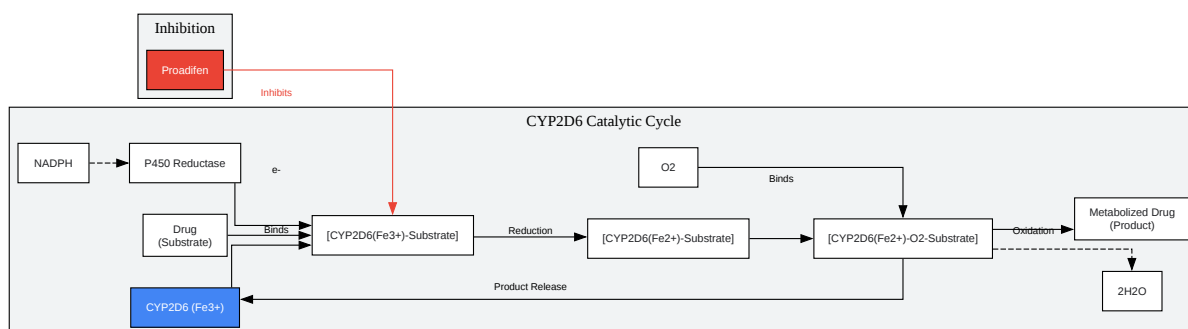 Inhibition
Proadifen
Inhibits
CYP2D6 Catalytic Cycle
NADPH
P450 Reductase
e-
O2
Binds
Drug
(Substrate)
Binds
[CYP2D6(Fe3+)-Substrate]
Reduction
[CYP2D6(Fe2+)-Substrate]
[CYP2D6(Fe2+)-O2-Substrate]
Oxidation
Metabolized Drug
(Product)
Product Release
CYP2D6 (Fe3+)
2H2O